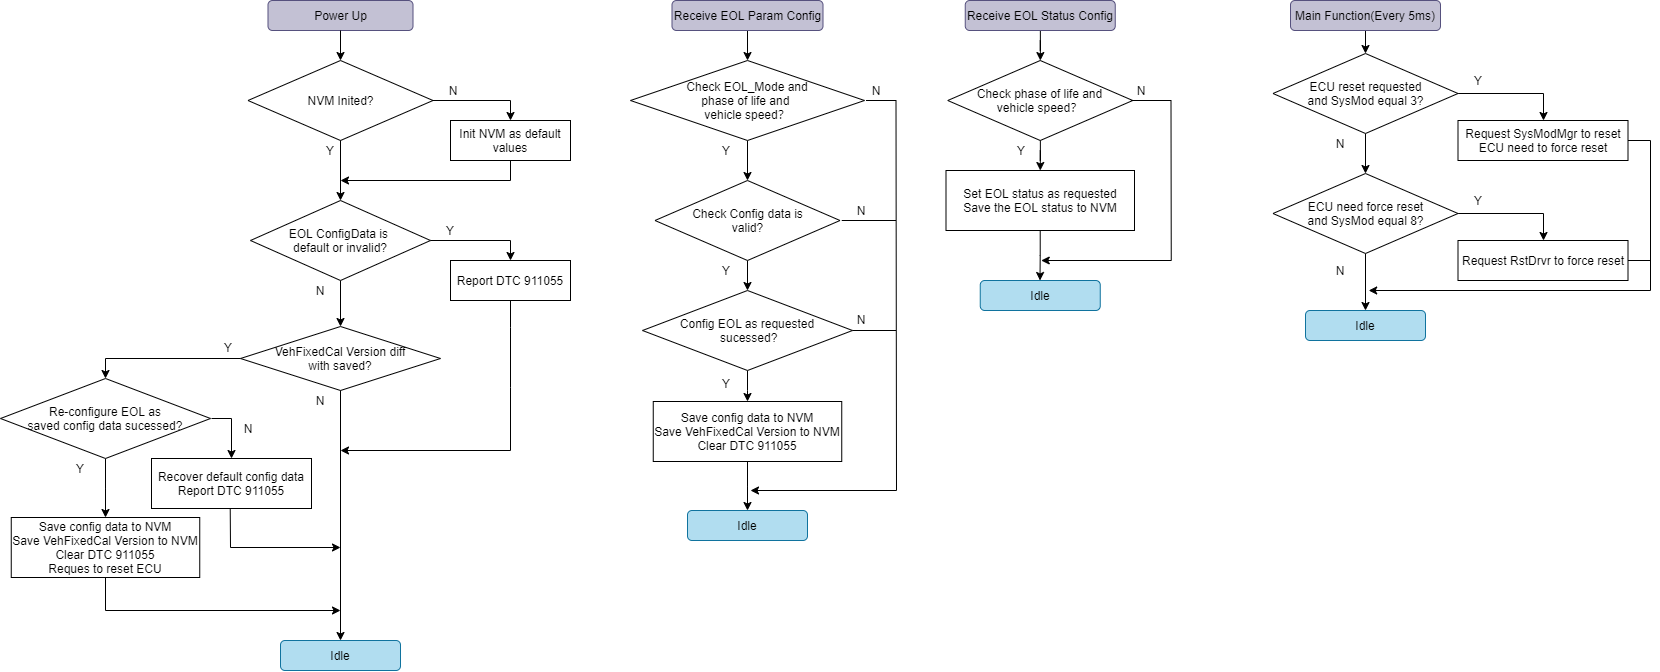 Power Up
NVM Inited?
N
Init NVM as default
values
Y
EOL ConfigData is
default or invalid?
Y
Report DTC 911055
N
VehFixedCal Version diff
with saved?
Y
N
Re-configure EOL as
saved config data sucessed?
N
Y
Recover default config data
Report DTC 911055
Save config data to NVM
Save VehFixedCal Version to NVM
Clear DTC 911055
Reques to reset ECU
Idle
Receive EOL Param Config
Check EOL_Mode and
phase of life and
vehicle speed?
N
Y
Check Config data is
valid?
N
Y
Config EOL as requested
sucessed?
N
Y
Save config data to NVM
Save VehFixedCal Version to NVM
Clear DTC 911055
Idle
Receive EOL Status Config
Check phase of life and
vehicle speed?
N
Y
Set EOL status as requested
Save the EOL status to NVM
Idle
Main Function(Every 5ms)
ECU reset requested
and SysMod equal 3?
Y
Request SysModMgr to reset
ECU need to force reset
N
ECU need force reset
and SysMod equal 8?
Y
Request RstDrvr to force reset
N
Idle